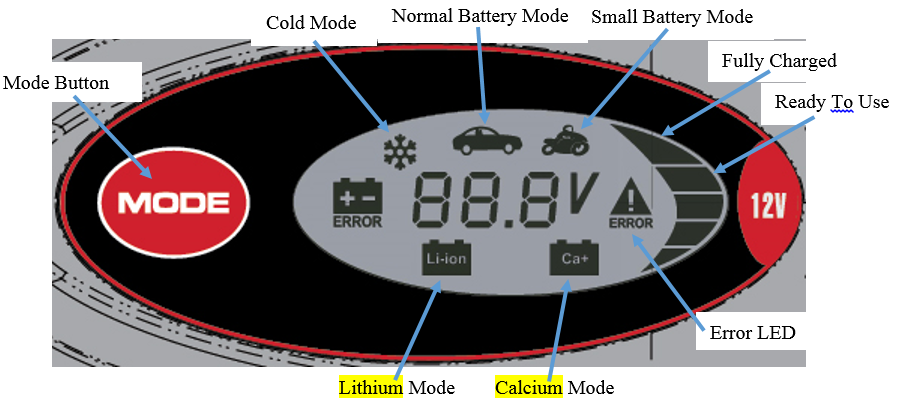 Cold Mode
Normal Battery Mode
Small Battery Mode
Fully Charged
Mode Button
Ready To Use
MODE
ERROR
88.8V
ERROR
12V
Li-ion
Ca+
Error LED
Lithium Mode
Calcium Mode